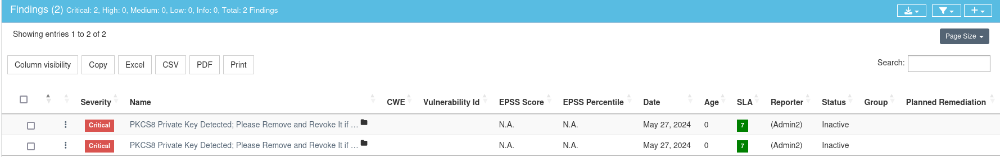 Findings (2) Critical: 2, High: 0, Medium: 0, Low: 0, Info: 0, Total: 2 Findings
Showing entries 1 to 2 of 2
Page Size
Column visibility Copy Excel CSV PDF Print Search:
Severity Name CWE Vulnerability Id EPSS Score EPSS Percentile Date Age SLA Reporter Status Group Planned Remediation
Critical PKCS8 Private Key Detected; Please Remove and Revoke It if ... N.A. N.A. May 27, 2024 0 7 (Admin2) Inactive
Critical PKCS8 Private Key Detected; Please Remove and Revoke It if ... N.A. N.A. May 27, 2024 0 7 (Admin2) Inactive